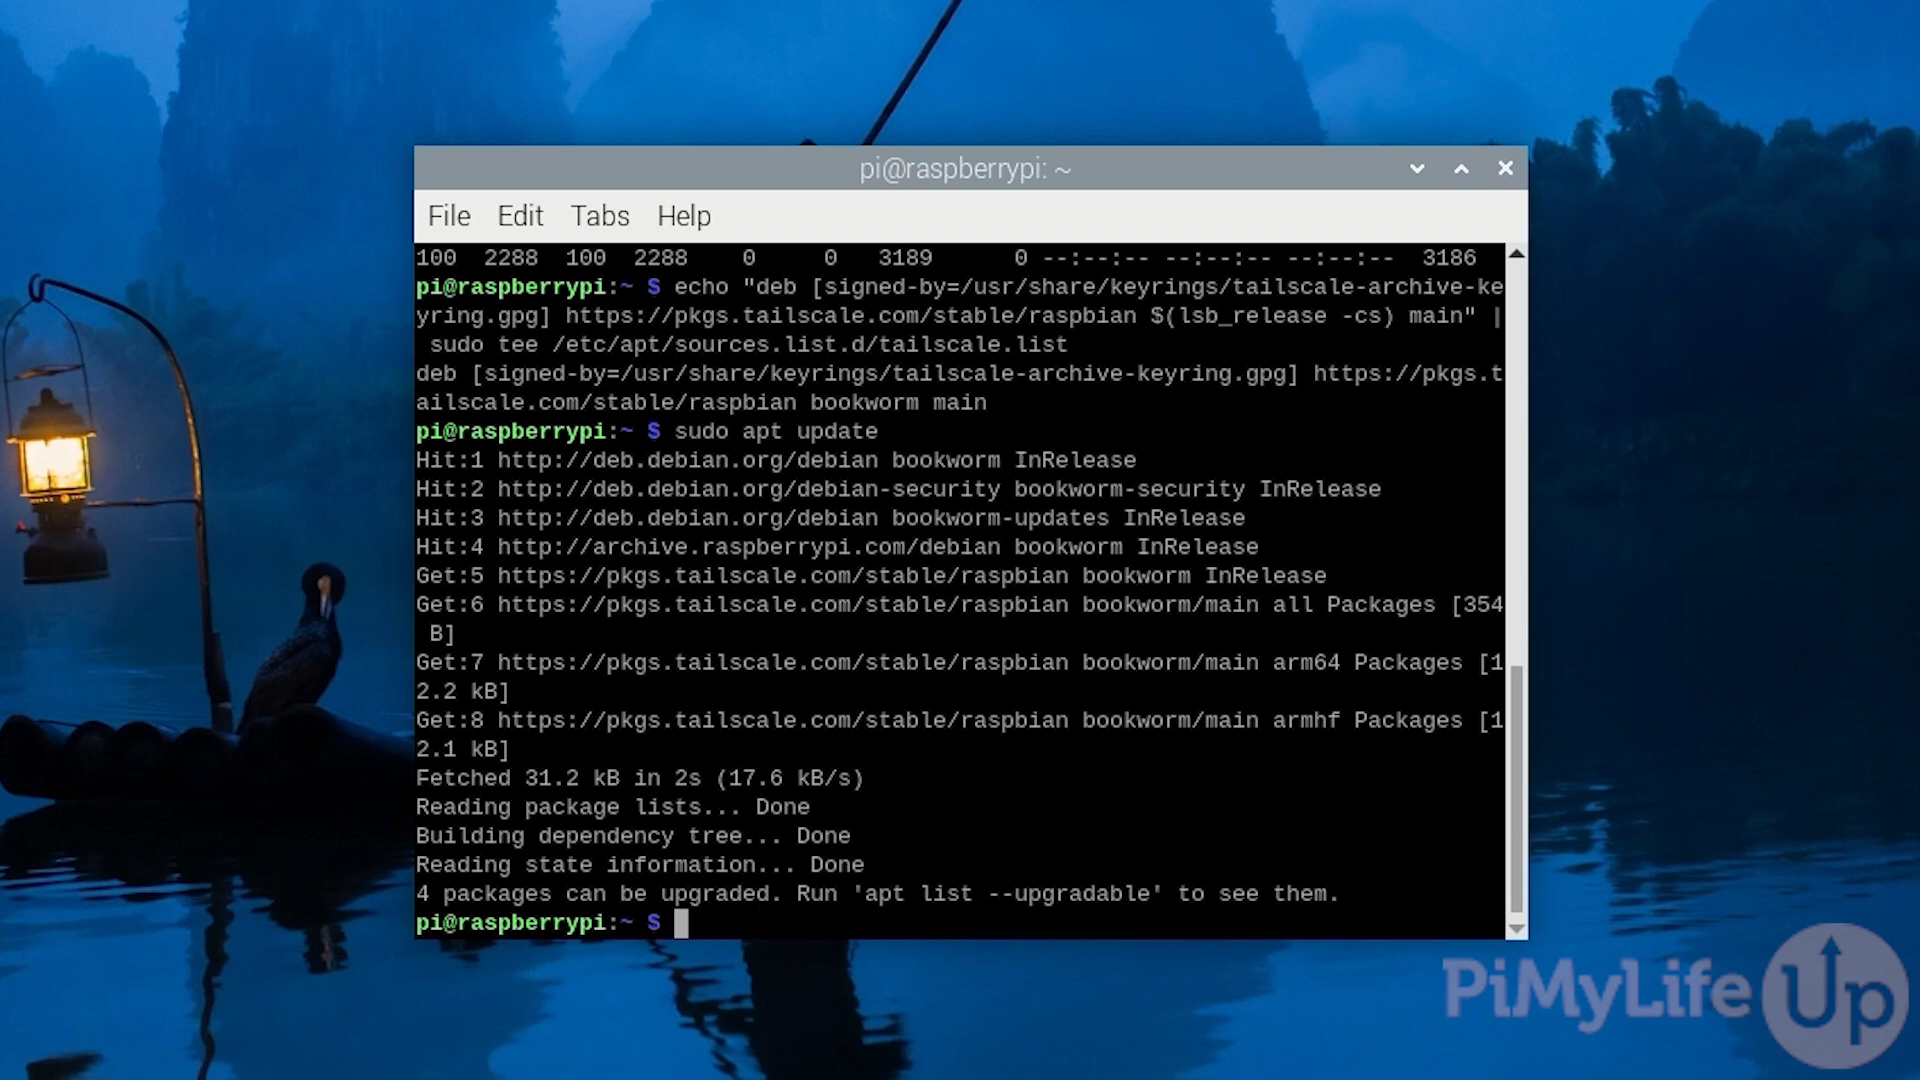 pi@raspberrypi: ~
File Edit Tabs Help
100  2288  100  2288    0     0   3189      0 --:--:-- --:--:-- --:--:--  3186
pi@raspberrypi:~ $ echo "deb [signed-by=/usr/share/keyrings/tailscale-archive-ke
yring.gpg] https://pkgs.tailscale.com/stable/raspbian $(lsb_release -cs) main" |
 sudo tee /etc/apt/sources.list.d/tailscale.list
deb [signed-by=/usr/share/keyrings/tailscale-archive-keyring.gpg] https://pkgs.t
ailscale.com/stable/raspbian bookworm main
pi@raspberrypi:~ $ sudo apt update
Hit:1 http://deb.debian.org/debian bookworm InRelease
Hit:2 http://deb.debian.org/debian-security bookworm-security InRelease
Hit:3 http://deb.debian.org/debian bookworm-updates InRelease
Hit:4 http://archive.raspberrypi.com/debian bookworm InRelease
Get:5 https://pkgs.tailscale.com/stable/raspbian bookworm InRelease
Get:6 https://pkgs.tailscale.com/stable/raspbian bookworm/main all Packages [354
 B]
Get:7 https://pkgs.tailscale.com/stable/raspbian bookworm/main arm64 Packages [1
2.2 kB]
Get:8 https://pkgs.tailscale.com/stable/raspbian bookworm/main armhf Packages [1
2.1 kB]
Fetched 31.2 kB in 2s (17.6 kB/s)
Reading package lists... Done
Building dependency tree... Done
Reading state information... Done
4 packages can be upgraded. Run 'apt list --upgradable' to see them.
pi@raspberrypi:~ $
PiMyLifeUp